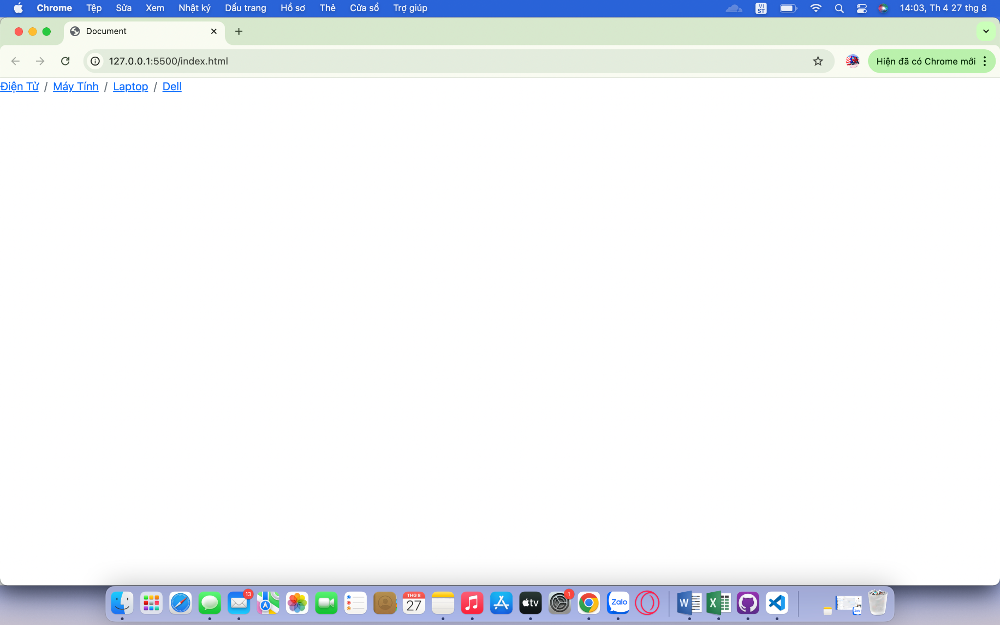 Chrome Tệp Sửa Xem Nhật ký Dấu trang Hồ sơ Thẻ Cửa sổ Trợ giúp VI ST 14:03, Th 4 27 thg 8
Document
127.0.0.1:5500/index.html Hiện đã có Chrome mới
Điện Tử / Máy Tính / Laptop / Dell
13 THG 8 27 tv 1 Zalo W X